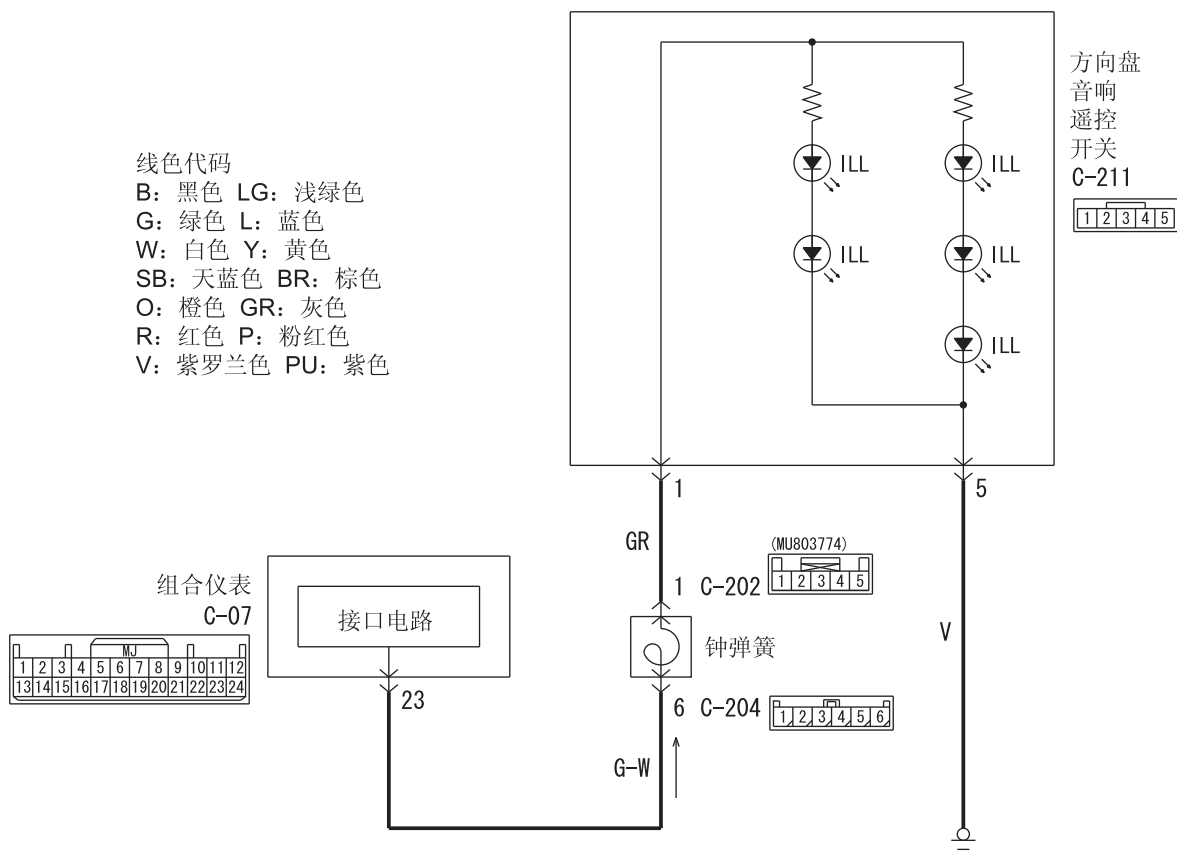 方向盘
音响
遥控
开关
C-211
1 2 3 4 5
ILL
ILL
ILL
ILL
ILL
线色代码
B：黑色 LG：浅绿色
G：绿色 L：蓝色
W：白色 Y：黄色
SB：天蓝色 BR：棕色
O：橙色 GR：灰色
R：红色 P：粉红色
V：紫罗兰色 PU：紫色
1
5
GR
(MU803774)
1 C-202
1 2 3 4 5
组合仪表
C-07
接口电路
MJ
1 2 3 4 5 6 7 8 9 10 11 12
13 14 15 16 17 18 19 20 21 22 23 24
钟弹簧
V
23
6 C-204
1 2 3 4 5 6
G-W